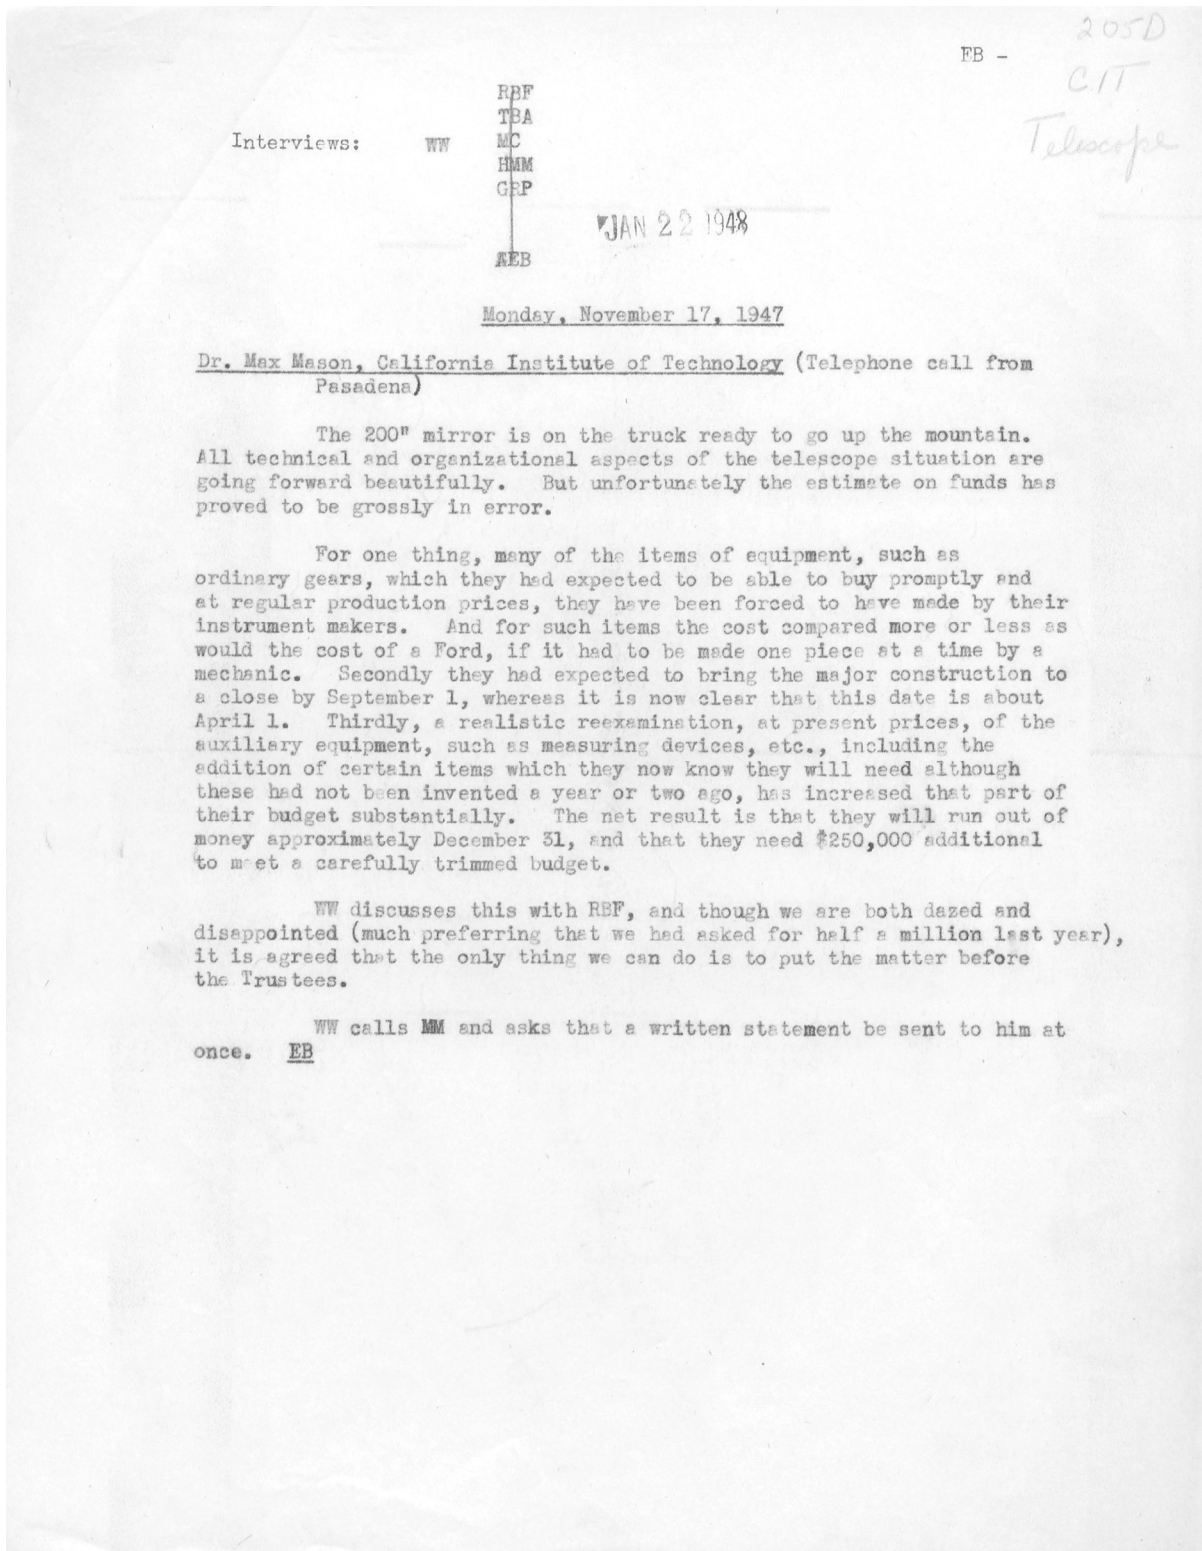 205D
EB -
CIT
RBF
TBA
Interviews: WW MC
Telescope
HMM
GRP
JAN 22 1948
AEB
Monday, November 17, 1947
Dr. Max Mason, California Institute of Technology (Telephone call from
Pasadena)
The 200" mirror is on the truck ready to go up the mountain.
All technical and organizational aspects of the telescope situation are
going forward beautifully. But unfortunately the estimate on funds has
proved to be grossly in error.
For one thing, many of the items of equipment, such as
ordinary gears, which they had expected to be able to buy promptly and
at regular production prices, they have been forced to have made by their
instrument makers. And for such items the cost compared more or less as
would the cost of a Ford, if it had to be made one piece at a time by a
mechanic. Secondly they had expected to bring the major construction to
a close by September 1, whereas it is now clear that this date is about
April 1. Thirdly, a realistic reexamination, at present prices, of the
auxiliary equipment, such as measuring devices, etc., including the
addition of certain items which they now know they will need although
these had not been invented a year or two ago, has increased that part of
their budget substantially. The net result is that they will run out of
money approximately December 31, and that they need $250,000 additional
to meet a carefully trimmed budget.
WW discusses this with RBF, and though we are both dazed and
disappointed (much preferring that we had asked for half a million last year),
it is agreed that the only thing we can do is to put the matter before
the Trustees.
WW calls MM and asks that a written statement be sent to him at
once. EB